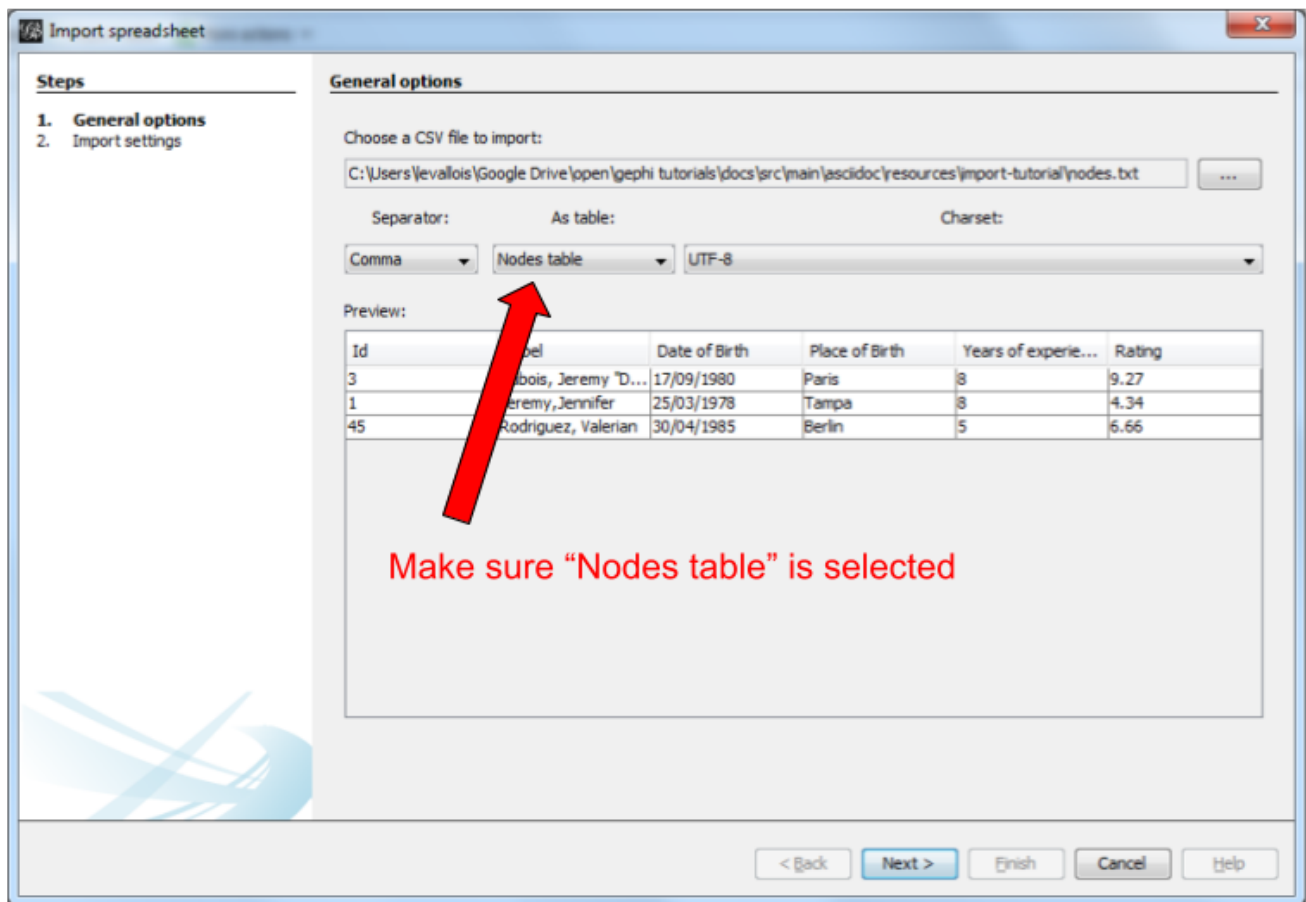 Import spreadsheet
Steps
1. General options
2. Import settings
General options
Choose a CSV file to import:
C:\Users\levallois\Google Drive\open\gephi tutorials\docs\src\main\asciidoc\resources\import-tutorial\nodes.txt ...
Separator: As table: Charset:
Comma Nodes table UTF-8
Preview:
Id Date of Birth Place of Birth Years of experie... Rating
3 Jeremy "D... 17/09/1980 Paris 8 9.27
1 Jennifer 25/03/1978 Tampa 8 4.34
45 Rodriguez, Valerian 30/04/1985 Berlin 5 6.66
Make sure “Nodes table” is selected
< Back Next > Finish Cancel Help